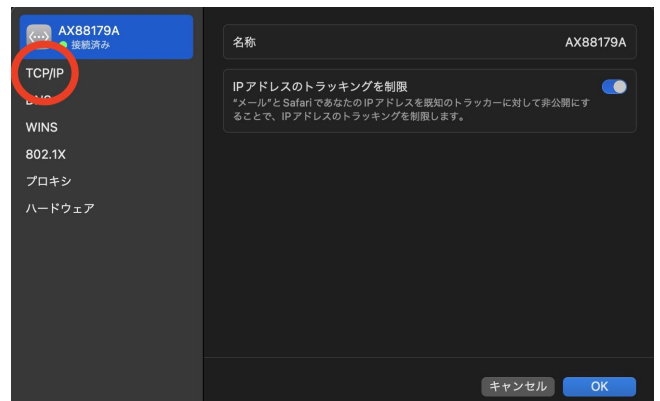 AX88179A
接続済み
TCP/IP
DNS
WINS
802.1X
プロキシ
ハードウェア
名称 AX88179A
IPアドレスのトラッキングを制限
"メール"とSafariであなたのIPアドレスを既知のトラッカーに対して非公開にす
ることで、IPアドレスのトラッキングを制限します。
キャンセル OK